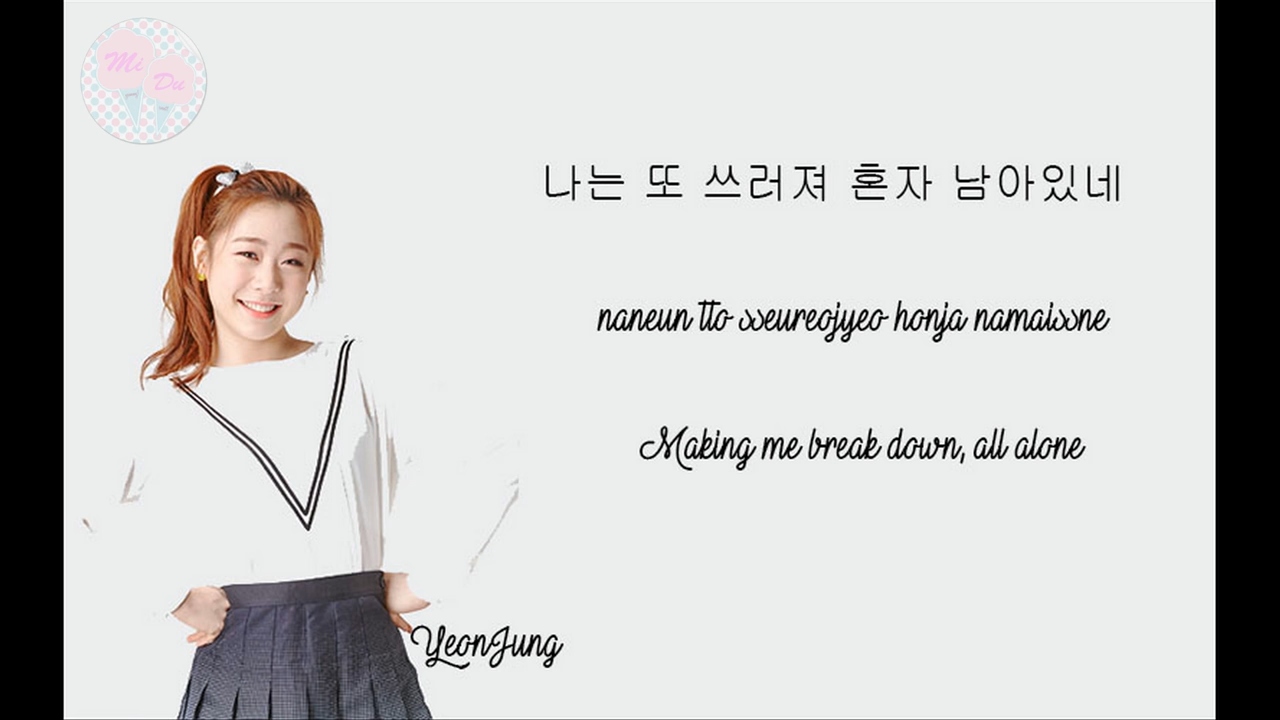 Mi
Du
나는 또 쓰러져 혼자 남아있네
naneun tto sseureojyeo honja namaissne
Making me break down, all alone
YeonJung